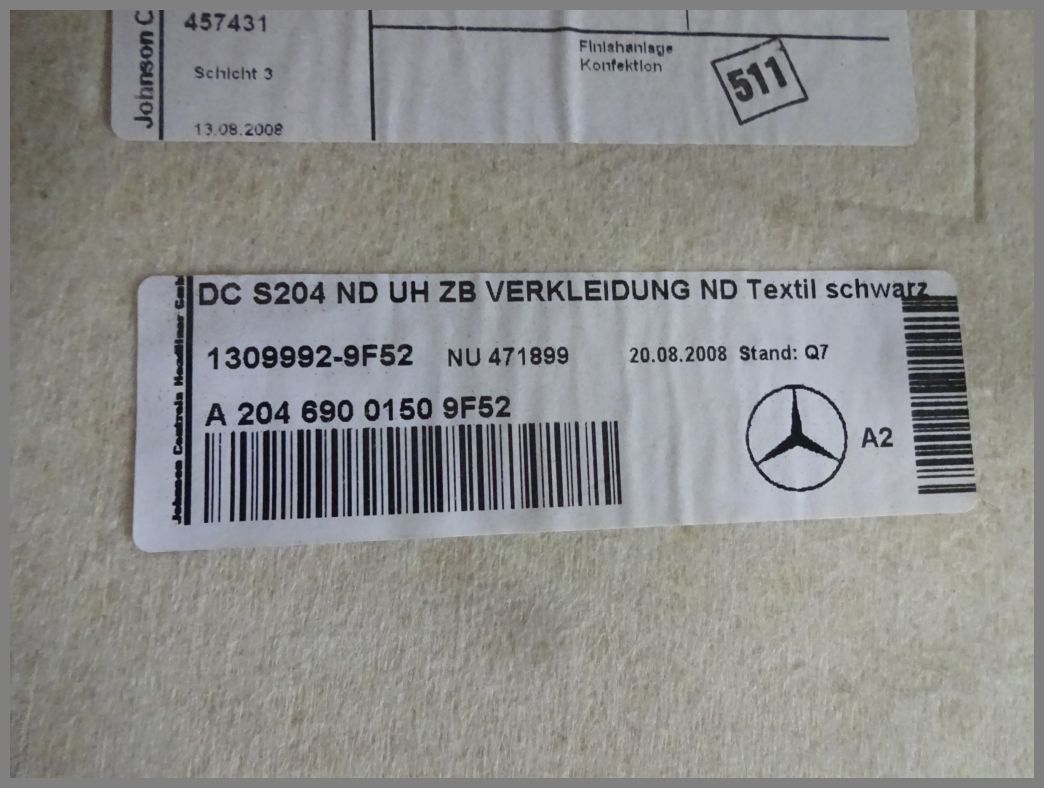 Johnson C
457431
Schicht 3
13.08.2008
Finishanlage
Konfektion
511
Johnson Controls Headliner GmbH
DC S204 ND UH ZB VERKLEIDUNG ND Textil schwarz
1309992-9F52 NU 471899 20.08.2008 Stand: Q7
A 204 690 0150 9F52
A2